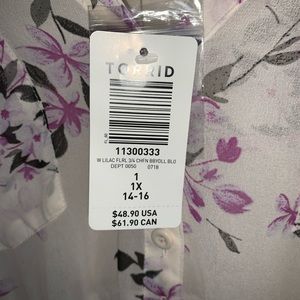 TORRID
11300333
W LILAC FLRL 3/4 CHFN BBYDLL BLO
DEPT 0050 0718
1
1X
14-16
$48.90 USA
$61.90 CAN